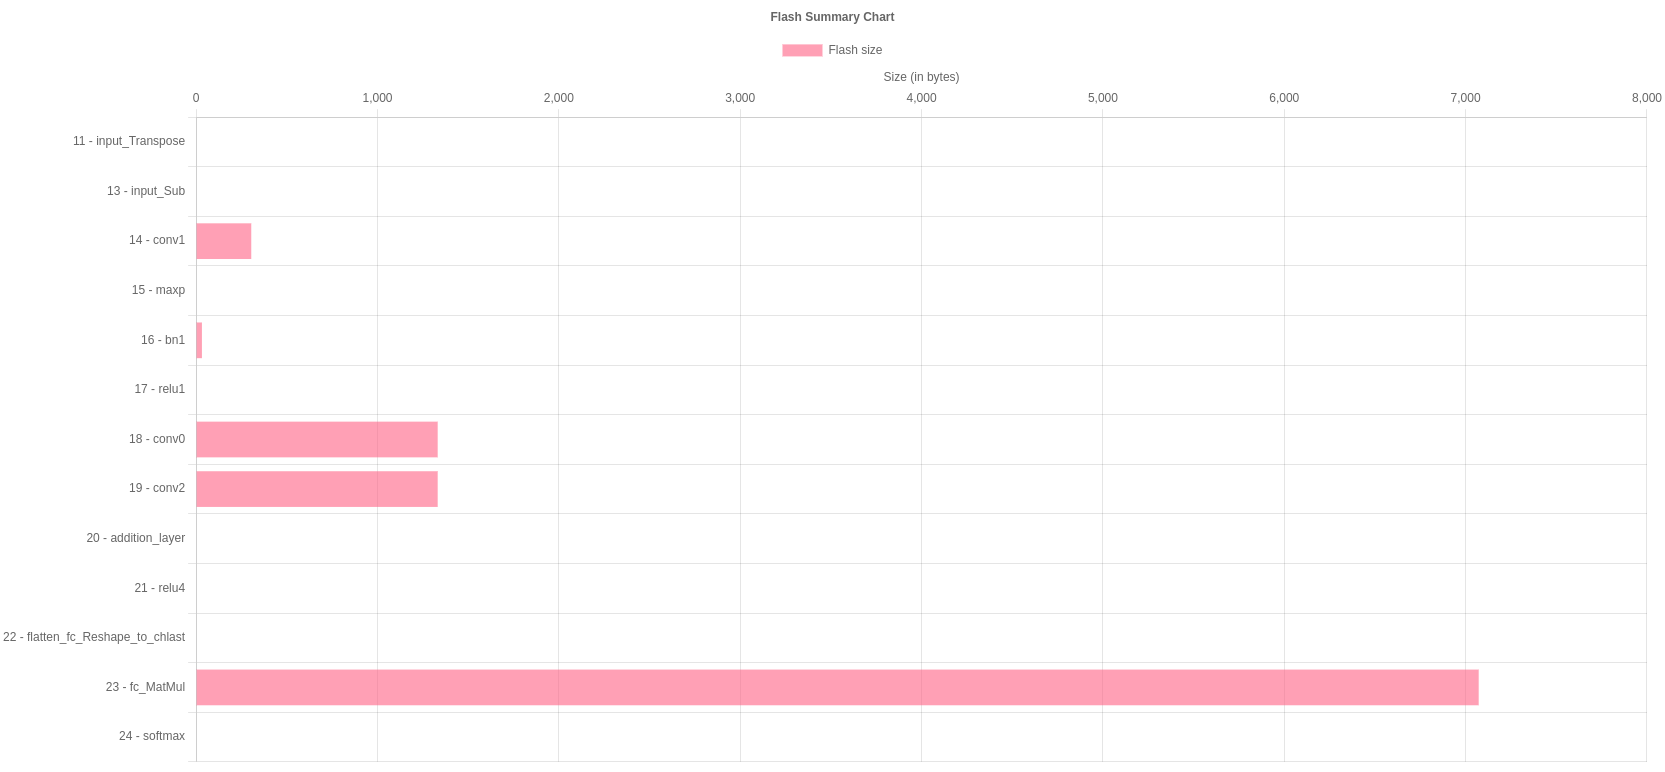 Flash Summary Chart
Flash size
Size (in bytes)
0 1,000 2,000 3,000 4,000 5,000 6,000 7,000 8,000
11 - input_Transpose
13 - input_Sub
14 - conv1
15 - maxp
16 - bn1
17 - relu1
18 - conv0
19 - conv2
20 - addition_layer
21 - relu4
22 - flatten_fc_Reshape_to_chlast
23 - fc_MatMul
24 - softmax